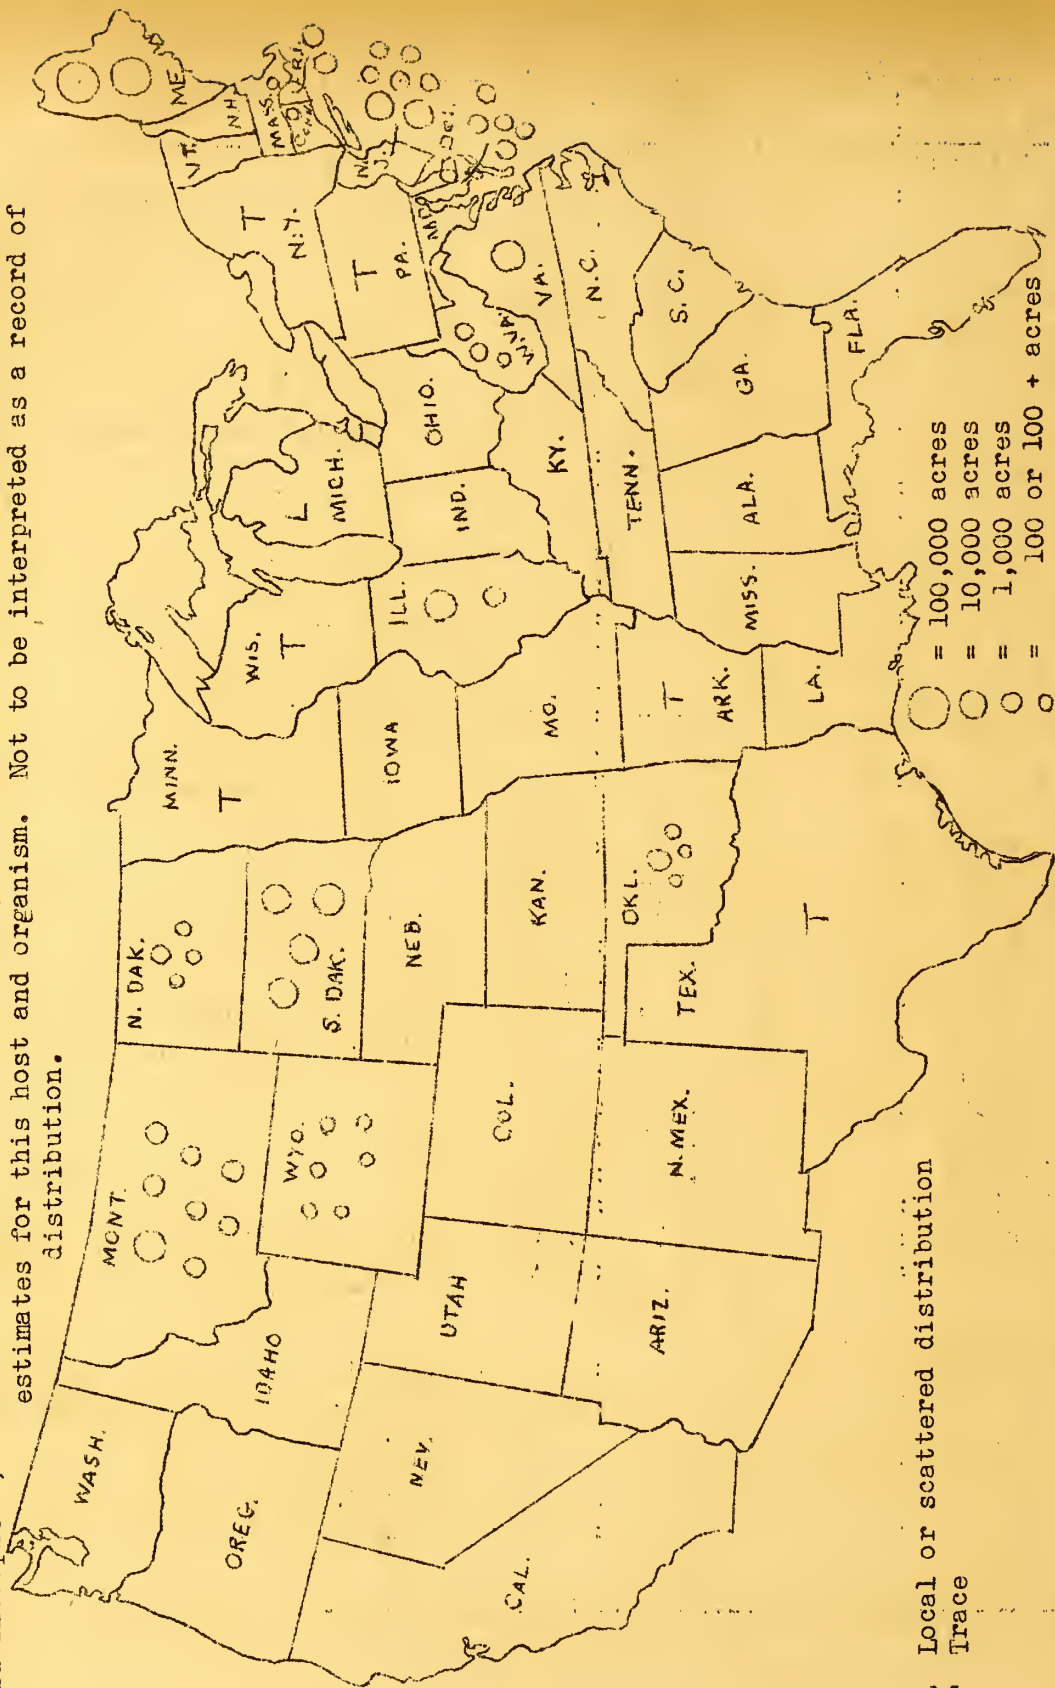 estimates for this host and organism. Not to be interpreted as a record of
distribution.
WASH.
OREG.
CAL.
NEV.
IDAHO
MONT.
WYO.
UTAH
ARIZ.
COL.
N. MEX.
N. DAK.
S. DAK.
NEB.
KAN.
OKL.
TEX.
T
MINN.
T
IOWA
MO.
T
ARK.
LA.
WIS.
T
ILL.
L
MICH.
IND.
OHIO.
KY.
TENN.
MISS.
ALA.
GA.
FLA.
S. C.
N. C.
VA.
W. VA.
MD.
DEL.
T
PA.
N. J.
T
N. Y.
VT.
N. H.
ME.
MASS.
CONN.
R. I.
= 100,000 acres
= 10,000 acres
= 1,000 acres
= 100 or 100 + acres
Local or scattered distribution
Trace